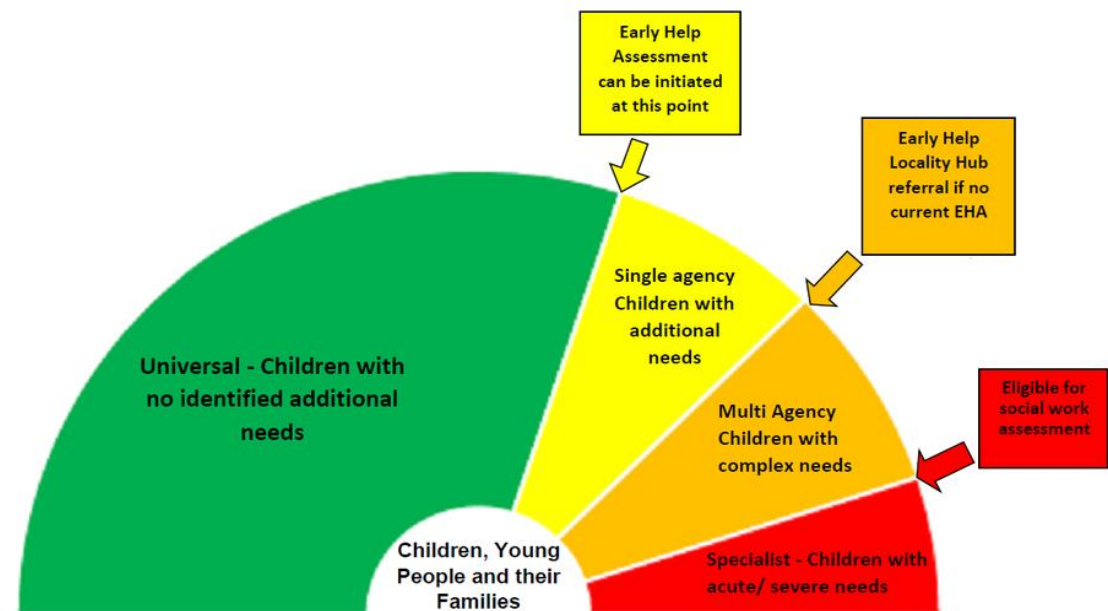 Early Help
Assessment
can be initiated
at this point
Early Help
Locality Hub
referral if no
current EHA
Single agency
Children with
additional
needs
Universal - Children with
no identified additional
needs
Eligible for
social work
assessment
Multi Agency
Children with
complex needs
Children, Young
People and their
Families
Specialist - Children with
acute/ severe needs